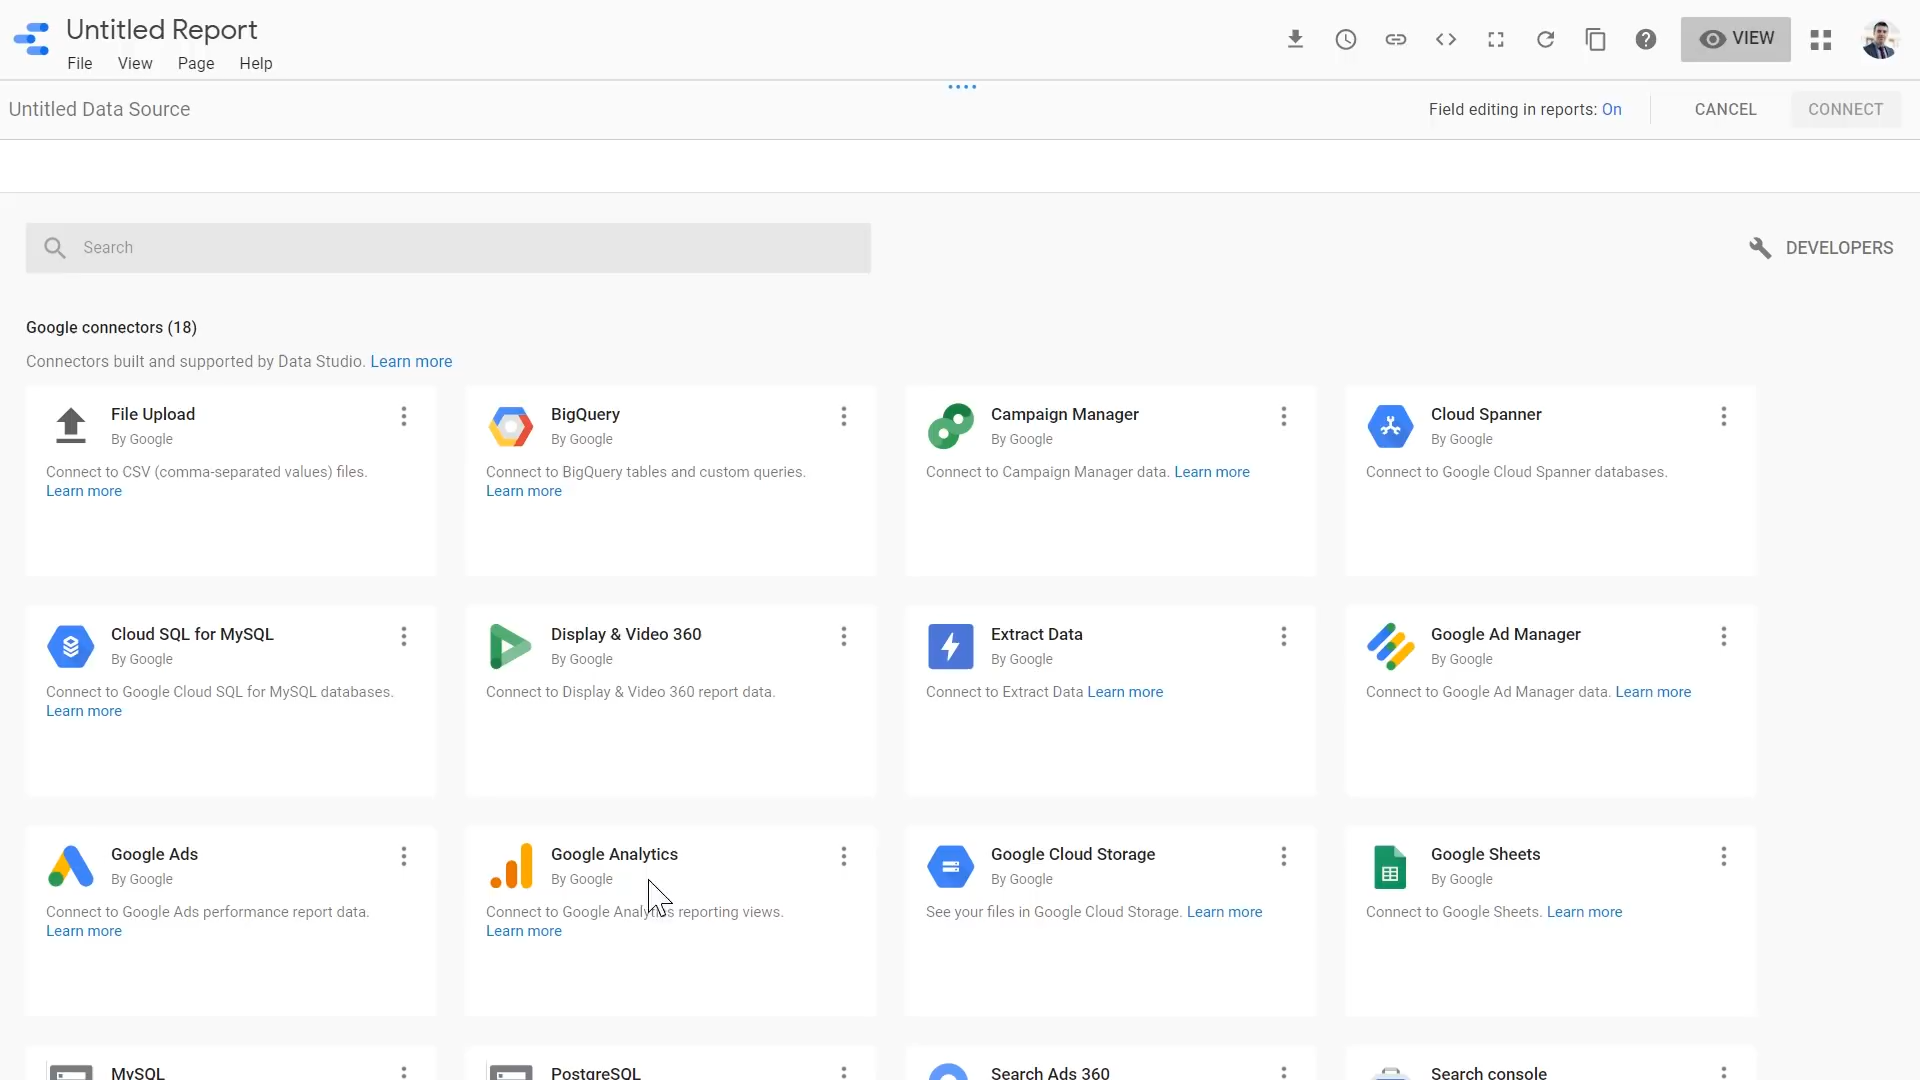 Untitled Report
File View Page Help
VIEW
Untitled Data Source
Field editing in reports: On
CANCEL
CONNECT
Search
DEVELOPERS
Google connectors (18)
Connectors built and supported by Data Studio. Learn more
File Upload
By Google
Connect to CSV (comma-separated values) files.
Learn more
BigQuery
By Google
Connect to BigQuery tables and custom queries.
Learn more
Campaign Manager
By Google
Connect to Campaign Manager data. Learn more
Cloud Spanner
By Google
Connect to Google Cloud Spanner databases.
Cloud SQL for MySQL
By Google
Connect to Google Cloud SQL for MySQL databases.
Learn more
Display & Video 360
By Google
Connect to Display & Video 360 report data.
Extract Data
By Google
Connect to Extract Data Learn more
Google Ad Manager
By Google
Connect to Google Ad Manager data. Learn more
Google Ads
By Google
Connect to Google Ads performance report data.
Learn more
Google Analytics
By Google
Connect to Google Analytics reporting views.
Learn more
Google Cloud Storage
By Google
See your files in Google Cloud Storage. Learn more
Google Sheets
By Google
Connect to Google Sheets. Learn more
MySQL
PostgreSQL
Search Ads 360
Search console